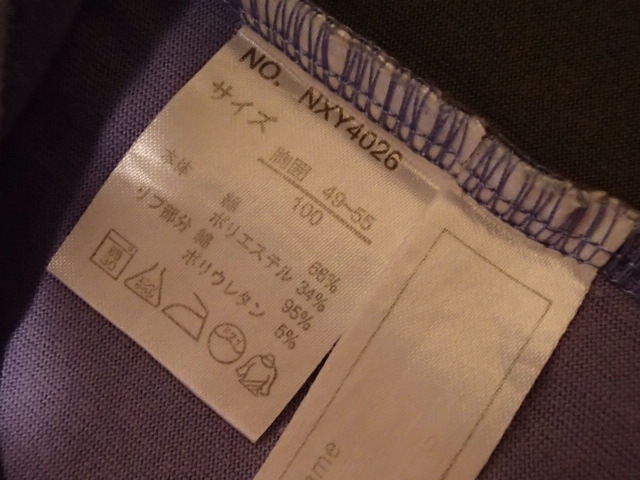 NO. NXY4026
サイズ 100
胸囲 49-55
本体 綿 66%
ポリエステル 34%
リブ部分 綿 95%
ポリウレタン 5%
ame